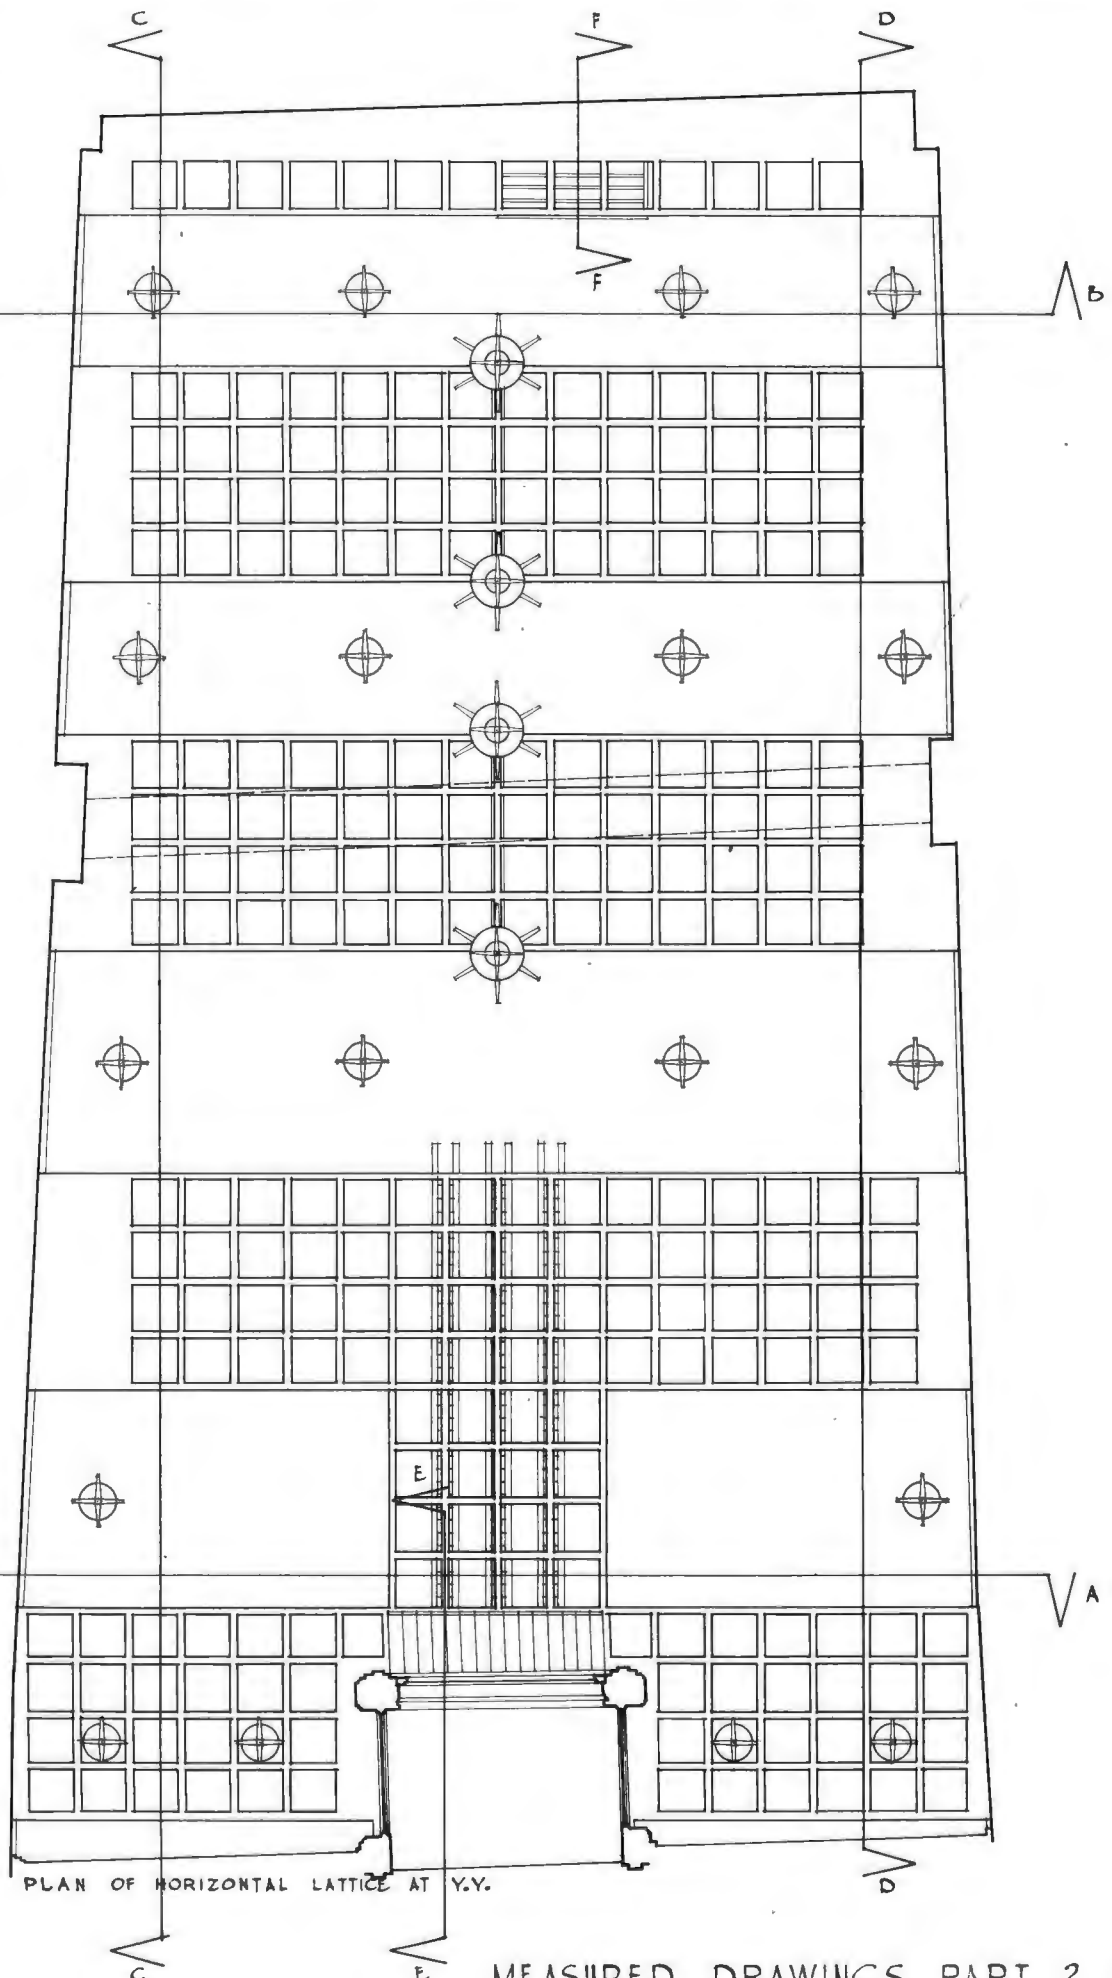 C
F
D
F
B
E
A
PLAN OF HORIZONTAL LATTICE AT Y.Y.
D
C
E
MEASURED DRAWINGS PART 2